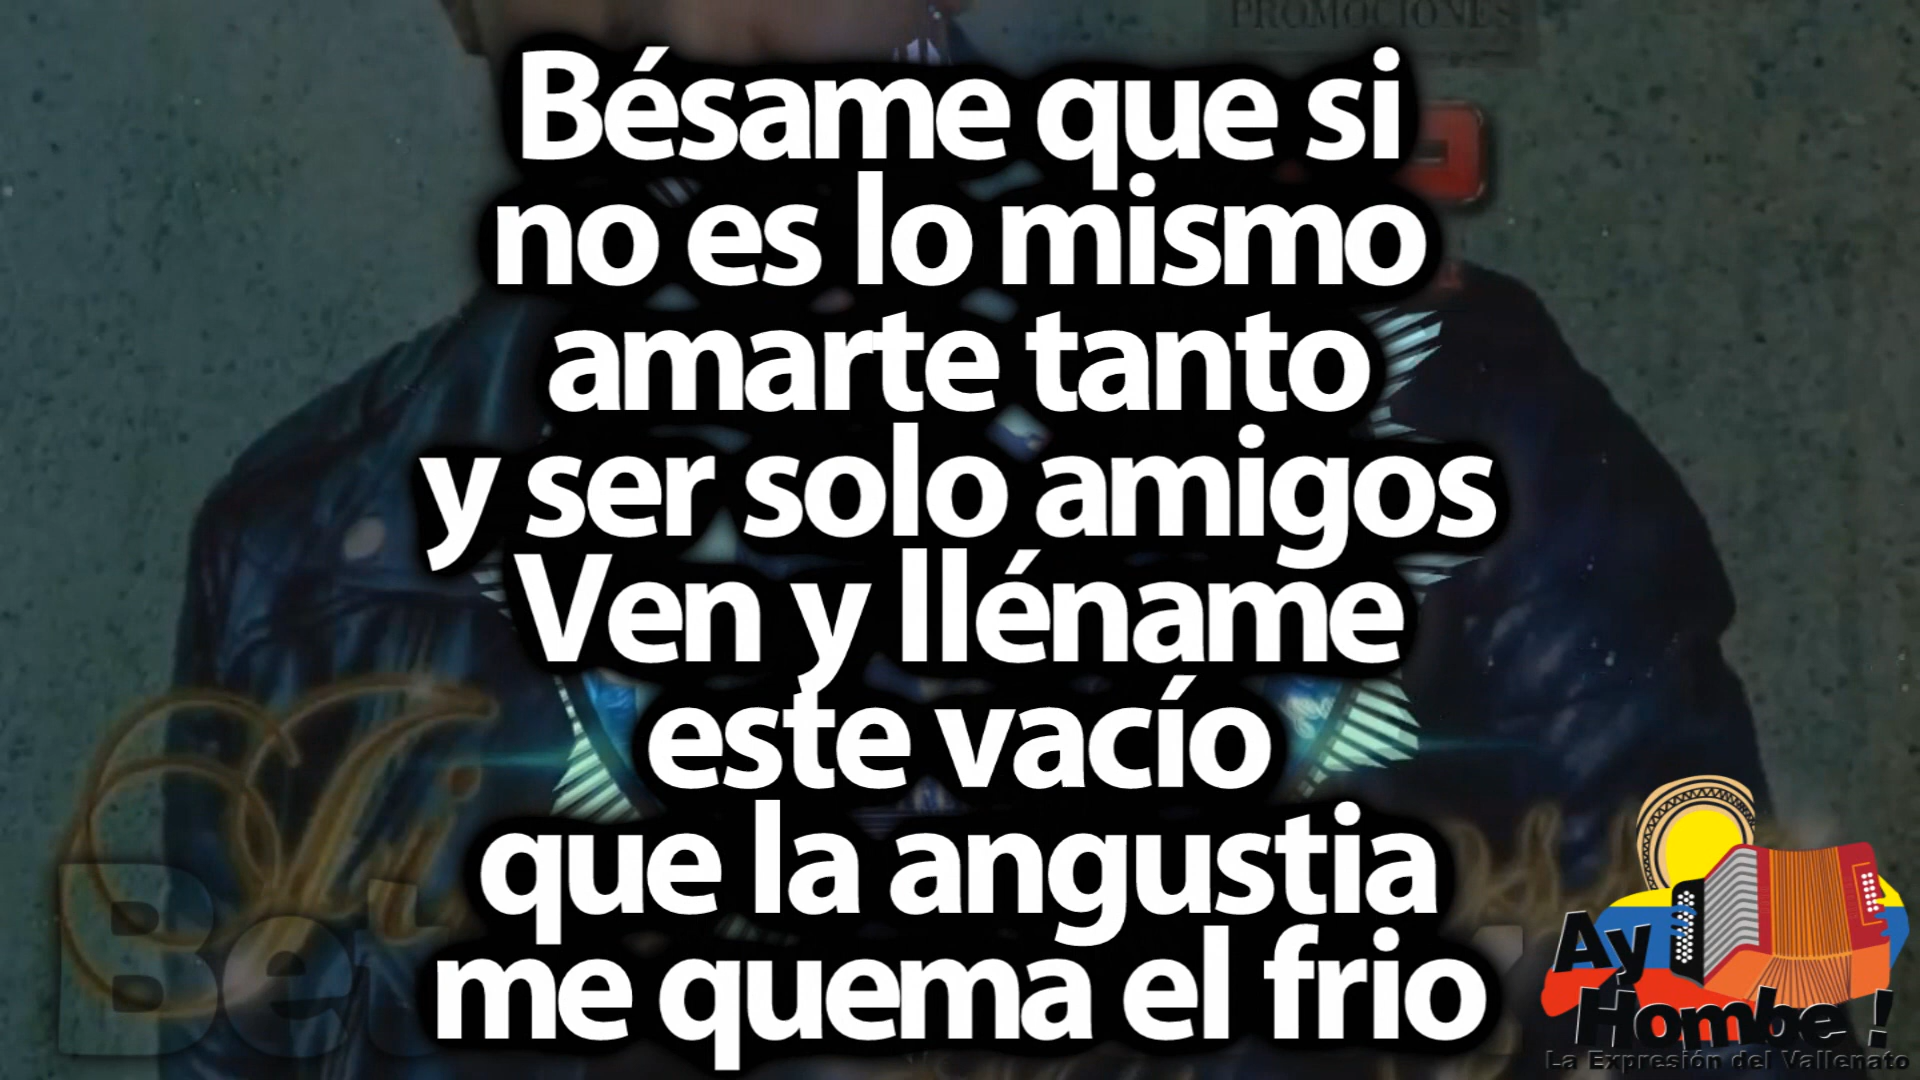 PROMOCIONES
Bésame que si
no es lo mismo
amarte tanto
y ser solo amigos
Ven y lléname
este vacío
que la angustia
me quema el frio
Ay
Hombe !
La Expresión del Vallenato